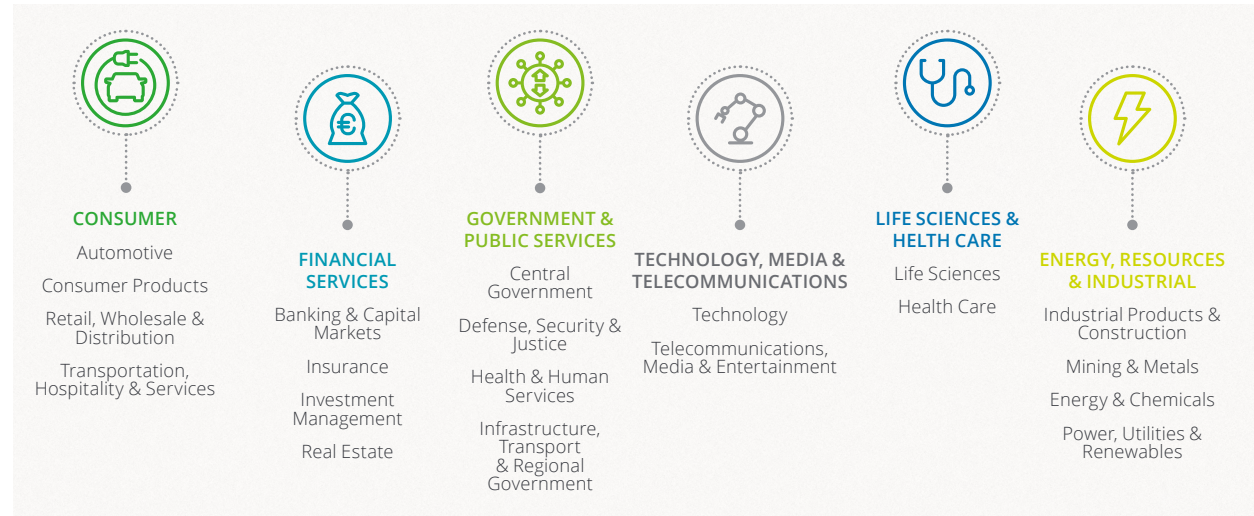 CONSUMER
Automotive
Consumer Products
Retail, Wholesale &
Distribution
Transportation,
Hospitality & Services
€
FINANCIAL
SERVICES
Banking & Capital
Markets
Insurance
Investment
Management
Real Estate
GOVERNMENT &
PUBLIC SERVICES
Central
Government
Defense, Security &
Justice
Health & Human
Services
Infrastructure,
Transport
& Regional
Government
TECHNOLOGY, MEDIA &
TELECOMMUNICATIONS
Technology
Telecommunications,
Media & Entertainment
LIFE SCIENCES &
HELTH CARE
Life Sciences
Health Care
ENERGY, RESOURCES
& INDUSTRIAL
Industrial Products &
Construction
Mining & Metals
Energy & Chemicals
Power, Utilities &
Renewables